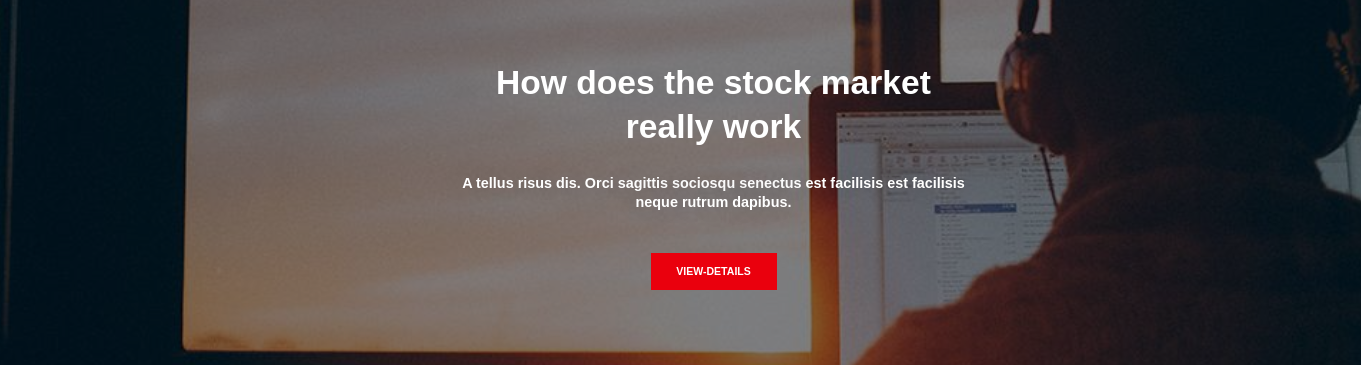 How does the stock market
really work
A tellus risus dis. Orci sagittis sociosqu senectus est facilisis est facilisis
neque rutrum dapibus.
VIEW-DETAILS